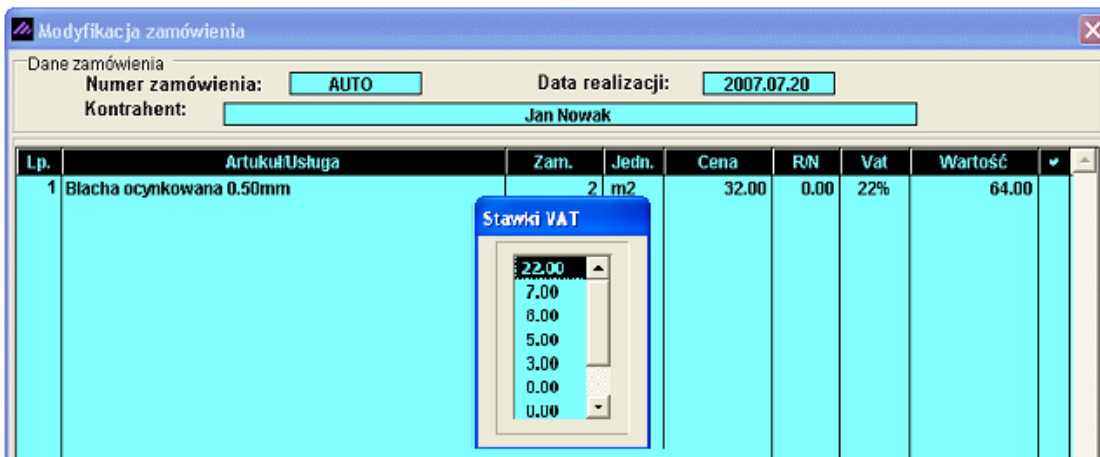 Modyfikacja zamówienia
Dane zamówienia
Numer zamówienia: AUTO Data realizacji: 2007.07.20
Kontrahent: Jan Nowak
Lp. Artukuł/Usługa Zam. Jedn. Cena R/N Vat Wartość
1 Blacha ocynkowana 0.50mm 2 m2 32.00 0.00 22% 64.00
Stawki VAT
22.00
7.00
6.00
5.00
3.00
0.00
0.00